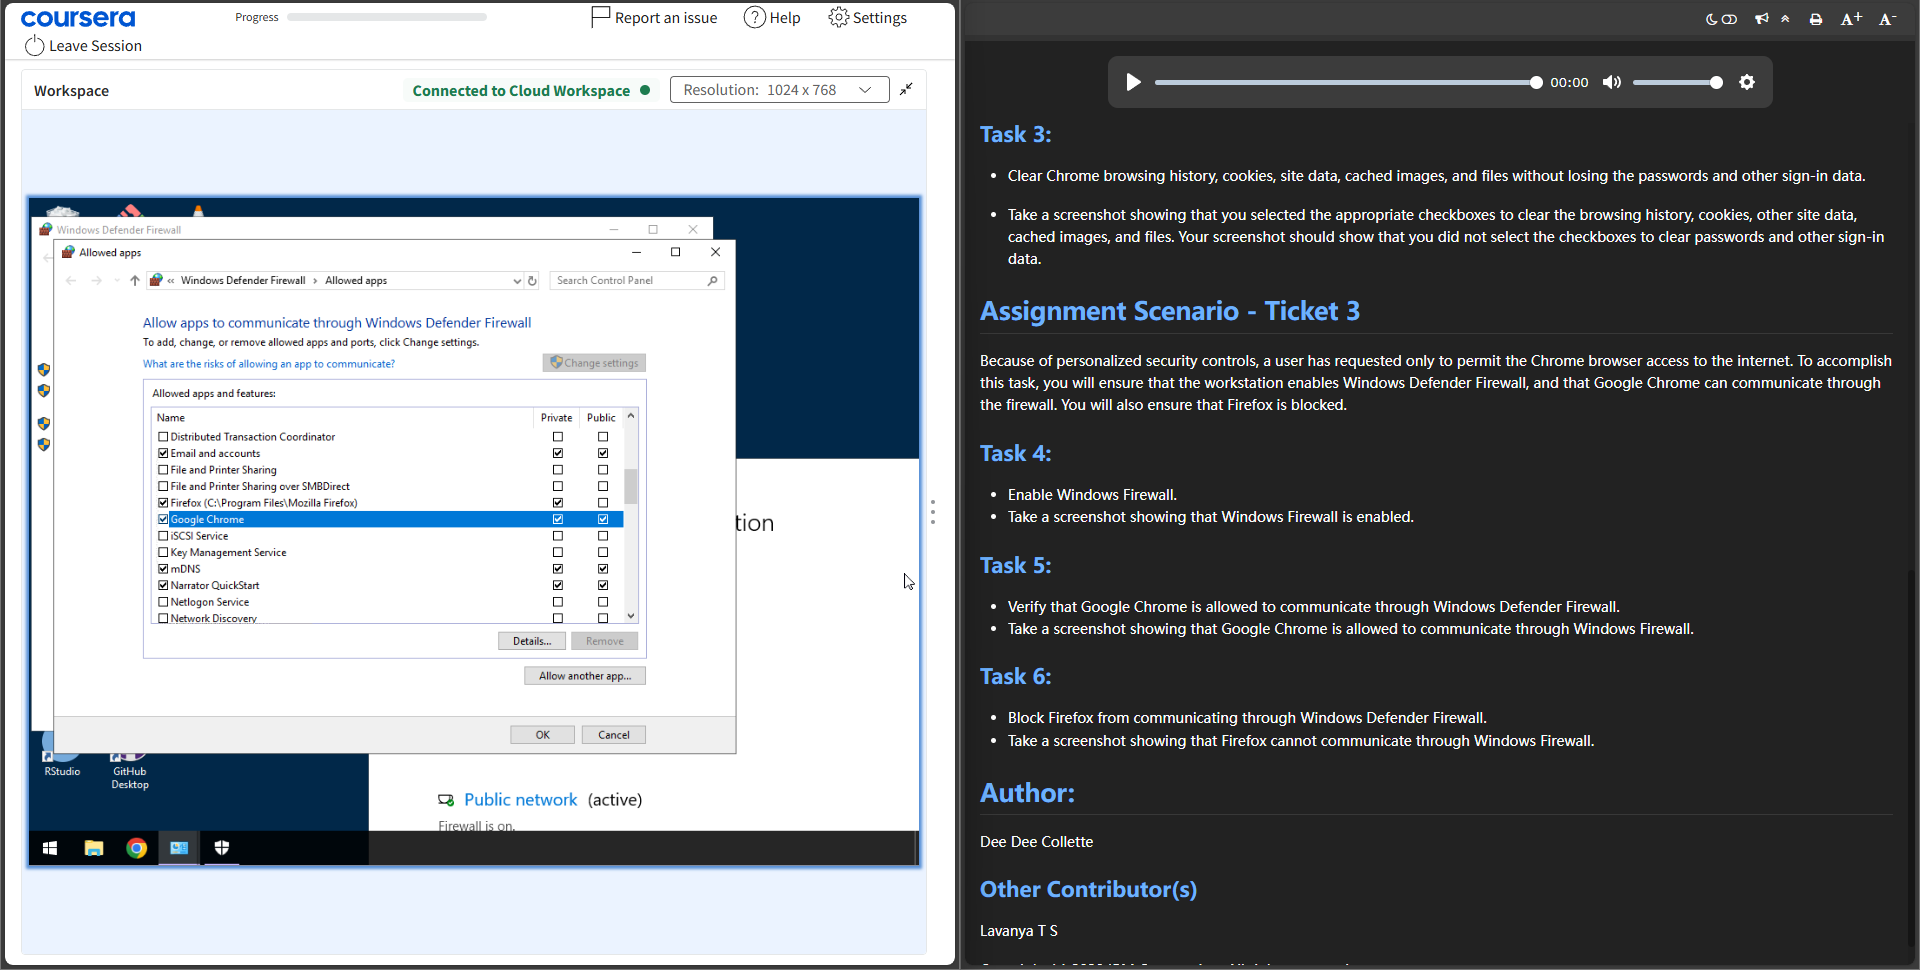 coursera
Progress
Report an issue
Help
Settings
Leave Session
Workspace
Connected to Cloud Workspace
Resolution: 1024 x 768
Windows Defender Firewall
Allowed apps
« Windows Defender Firewall › Allowed apps
Search Control Panel
Allow apps to communicate through Windows Defender Firewall
To add, change, or remove allowed apps and ports, click Change settings.
What are the risks of allowing an app to communicate?
Change settings
Allowed apps and features:
Name Private Public
Distributed Transaction Coordinator
Email and accounts
File and Printer Sharing
File and Printer Sharing over SMBDirect
Firefox (C:\Program Files\Mozilla Firefox)
Google Chrome
iSCSI Service
Key Management Service
mDNS
Narrator QuickStart
Netlogon Service
Network Discovery
Details...
Remove
Allow another app...
OK
Cancel
tion
RStudio
GitHub
Desktop
Public network (active)
Firewall is on.
A+
A-
00:00
Task 3:
• Clear Chrome browsing history, cookies, site data, cached images, and files without losing the passwords and other sign-in data.
• Take a screenshot showing that you selected the appropriate checkboxes to clear the browsing history, cookies, other site data,
cached images, and files. Your screenshot should show that you did not select the checkboxes to clear passwords and other sign-in
data.
Assignment Scenario - Ticket 3
Because of personalized security controls, a user has requested only to permit the Chrome browser access to the internet. To accomplish
this task, you will ensure that the workstation enables Windows Defender Firewall, and that Google Chrome can communicate through
the firewall. You will also ensure that Firefox is blocked.
Task 4:
• Enable Windows Firewall.
• Take a screenshot showing that Windows Firewall is enabled.
Task 5:
• Verify that Google Chrome is allowed to communicate through Windows Defender Firewall.
• Take a screenshot showing that Google Chrome is allowed to communicate through Windows Firewall.
Task 6:
• Block Firefox from communicating through Windows Defender Firewall.
• Take a screenshot showing that Firefox cannot communicate through Windows Firewall.
Author:
Dee Dee Collette
Other Contributor(s)
Lavanya T S